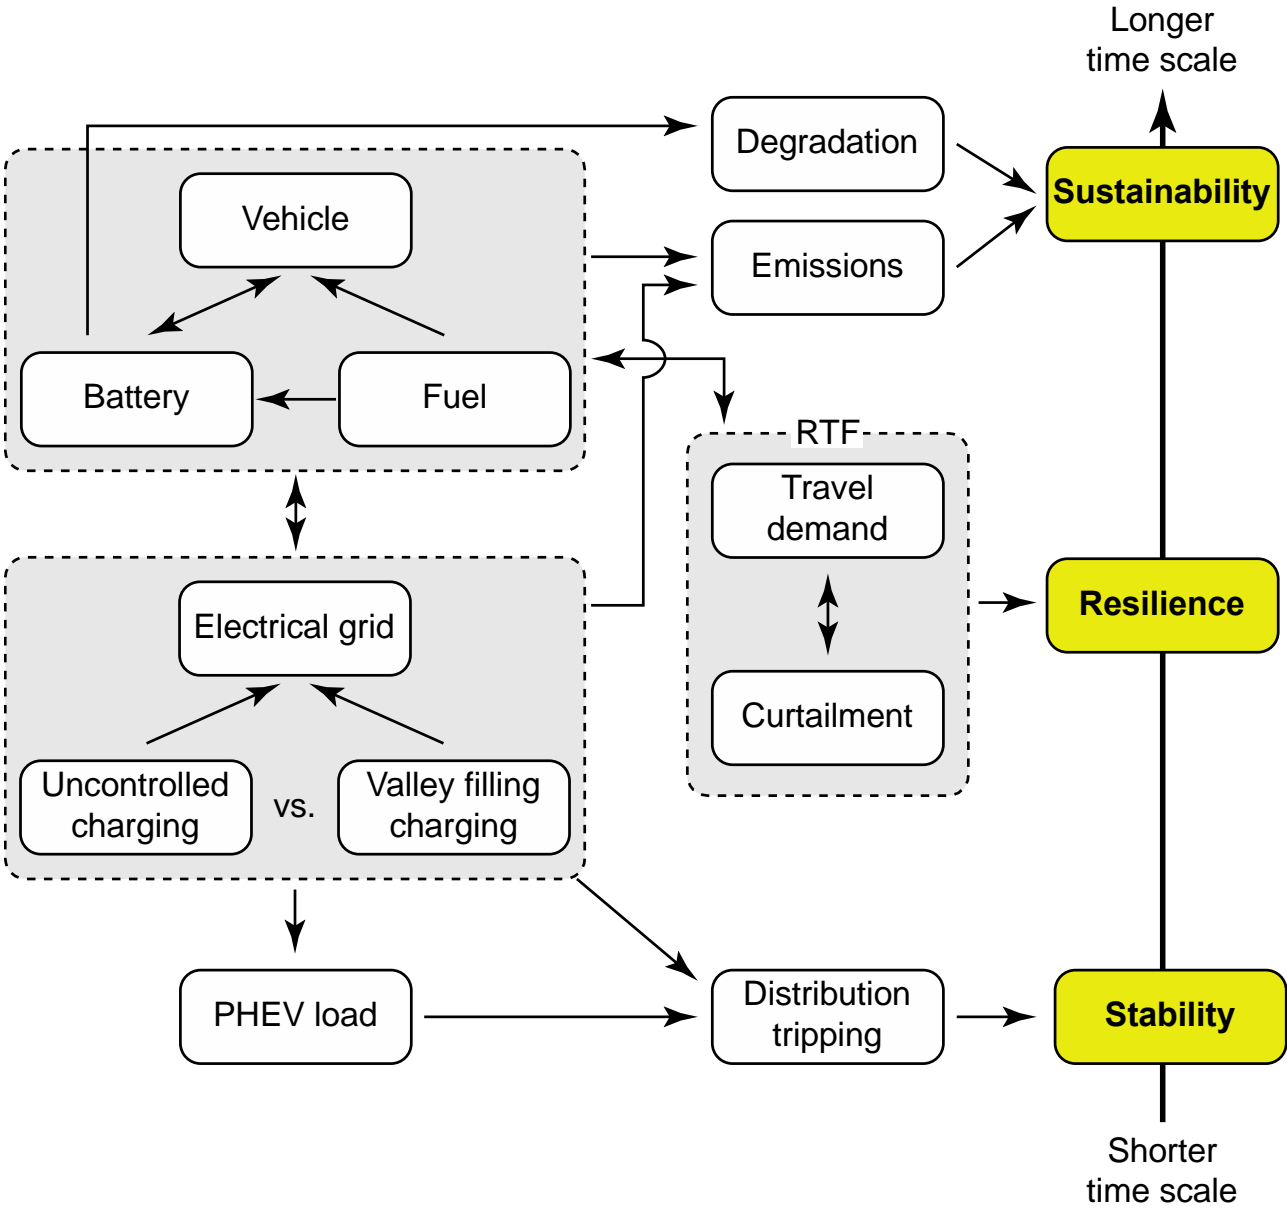 Longer
time scale
Degradation
Sustainability
Vehicle
Emissions
Battery
Fuel
RTF
Travel
demand
Electrical grid
Resilience
Curtailment
Uncontrolled
charging
vs.
Valley filling
charging
PHEV load
Distribution
tripping
Stability
Shorter
time scale